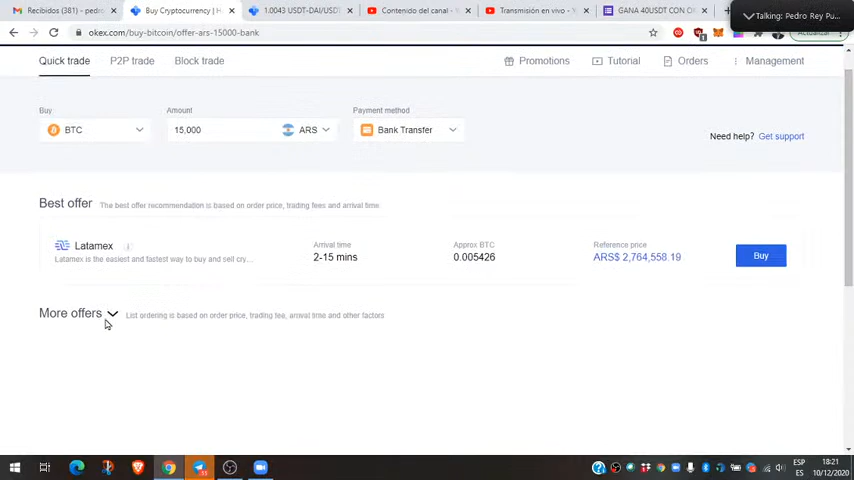 Recibidos (381) - pedro
Buy Cryptocurrency | H
1.0043 USDT-DAI/USDT
Contenido del canal - Y
Transmisión en vivo - Y
GANA 40USDT CON O
Talking: Pedro Rey Pu...
okex.com/buy-bitcoin/offer-ars-15000-bank
Actualizar
Quick trade
P2P trade
Block trade
Promotions
Tutorial
Orders
Management
Buy
Amount
Payment method
BTC
15,000
ARS
Bank Transfer
Need help? Get support
Best offer
The best offer recommendation is based on order price, trading fees and arrival time
Latamex
Arrival time
Approx BTC
Reference price
Latamex is the easiest and fastest way to buy and sell cry...
2-15 mins
0.005426
ARS$ 2,764,558.19
Buy
More offers
List ordering is based on order price, trading fee, arrival time and other factors
ESP
18:21
ES
10/12/2020